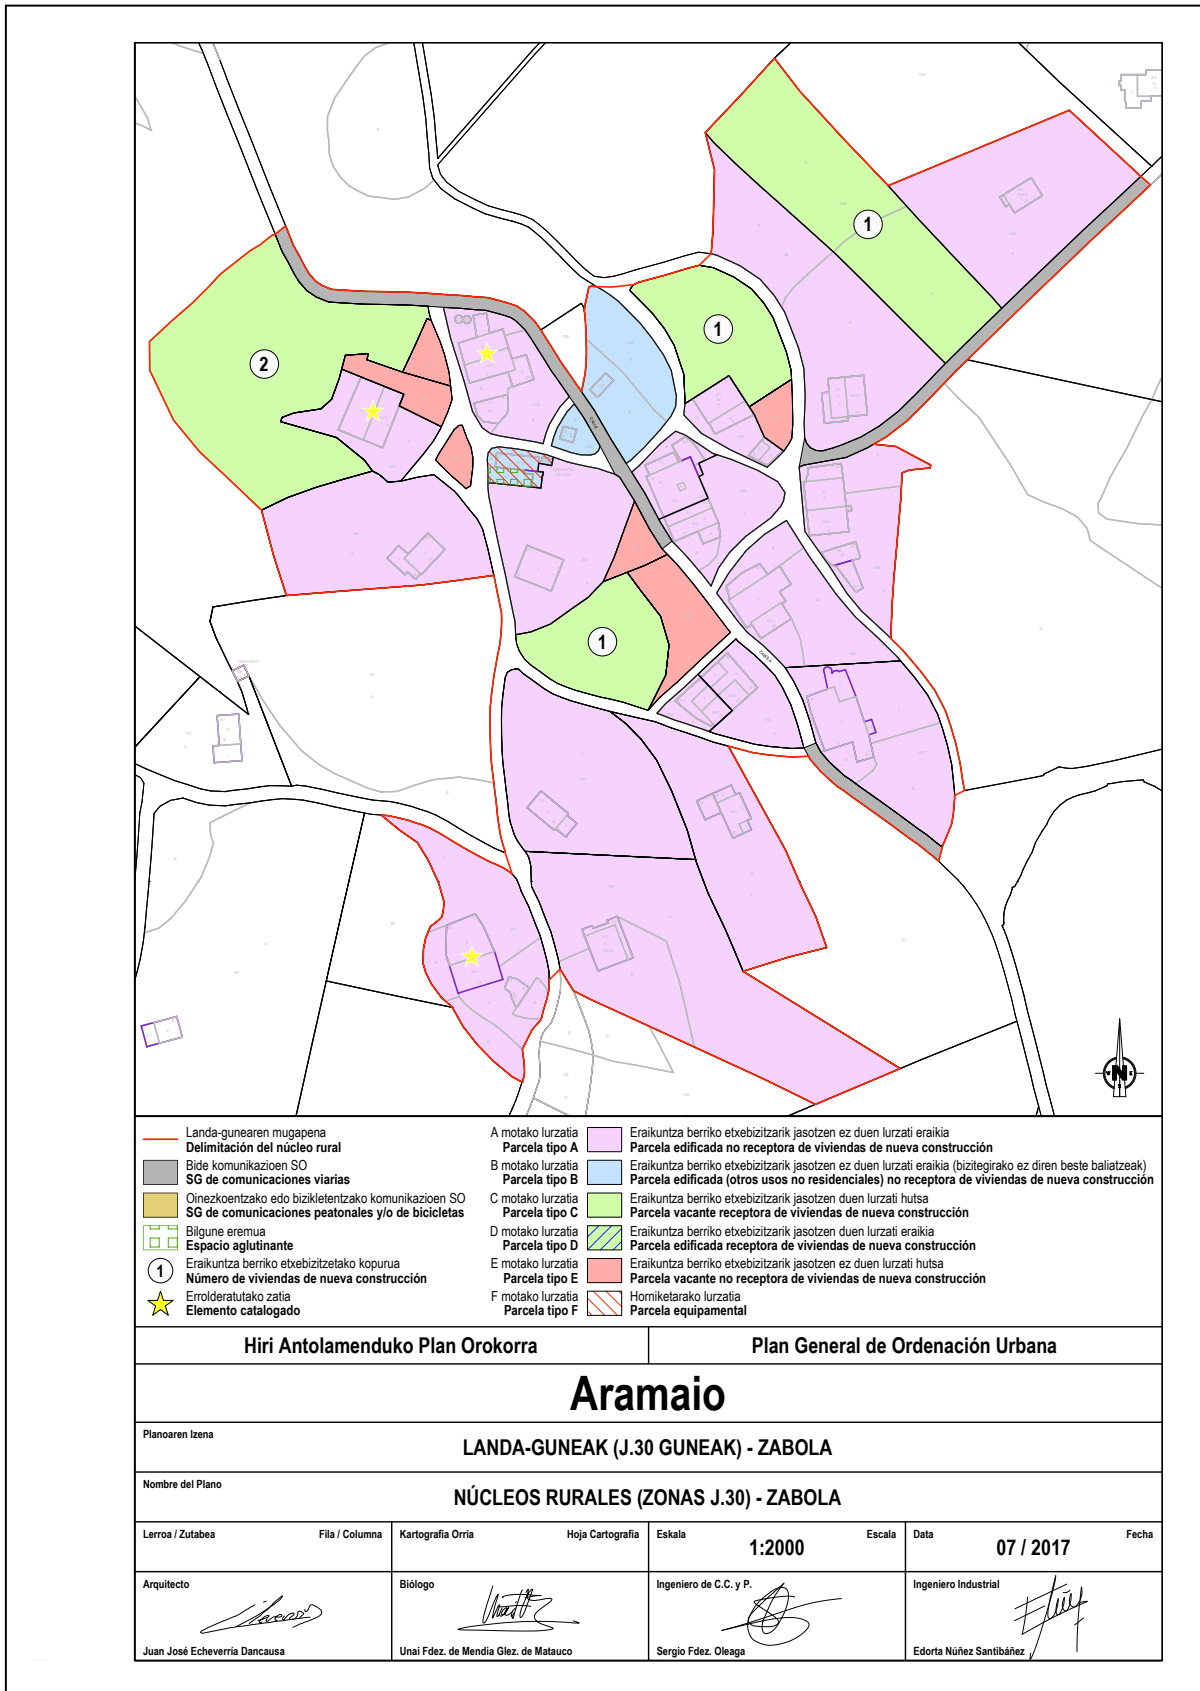 2
1
1
1
CALLE
ZABOLA
N
Landa-gunearen mugapena
Delimitación del núcleo rural
Bide komunikazioen SO
SG de comunicaciones viarias
Oinezkoentzako edo bizikletentzako komunikazioen SO
SG de comunicaciones peatonales y/o de bicicletas
Bilgune eremua
Espacio aglutinante
1
Eraikuntza berriko etxebizitzetako kopurua
Número de viviendas de nueva construcción
Errolderatutako zatia
Elemento catalogado
A motako lurzatia
Parcela tipo A
Eraikuntza berriko etxebizitzarik jasotzen ez duen lurzati eraikia
Parcela edificada no receptora de viviendas de nueva construcción
B motako lurzatia
Parcela tipo B
Eraikuntza berriko etxebizitzarik jasotzen ez duen lurzati eraikia (bizitegirako ez diren beste baliatzeak)
Parcela edificada (otros usos no residenciales) no receptora de viviendas de nueva construcción
C motako lurzatia
Parcela tipo C
Eraikuntza berriko etxebizitzarik jasotzen duen lurzati hutsa
Parcela vacante receptora de viviendas de nueva construcción
D motako lurzatia
Parcela tipo D
Eraikuntza berriko etxebizitzarik jasotzen duen lurzati eraikia
Parcela edificada receptora de viviendas de nueva construcción
E motako lurzatia
Parcela tipo E
Eraikuntza berriko etxebizitzarik jasotzen ez duen lurzati hutsa
Parcela vacante no receptora de viviendas de nueva construcción
F motako lurzatia
Parcela tipo F
Horniketarako lurzatia
Parcela equipamental
Hiri Antolamenduko Plan Orokorra
Plan General de Ordenación Urbana
Aramaio
Planoaren Izena
LANDA-GUNEAK (J.30 GUNEAK) - ZABOLA
Nombre del Plano
NÚCLEOS RURALES (ZONAS J.30) - ZABOLA
Lerroa / Zutabea Fila / Columna
Kartografia Orria Hoja Cartografia
Eskala Escala
1:2000
Data Fecha
07 / 2017
Arquitecto
Juan José Echeverría Dancausa
Biólogo
Unai Fdez. de Mendia Glez. de Matauco
Ingeniero de C.C. y P.
Sergio Fdez. Oleaga
Ingeniero Industrial
Edorta Núñez Santibáñez